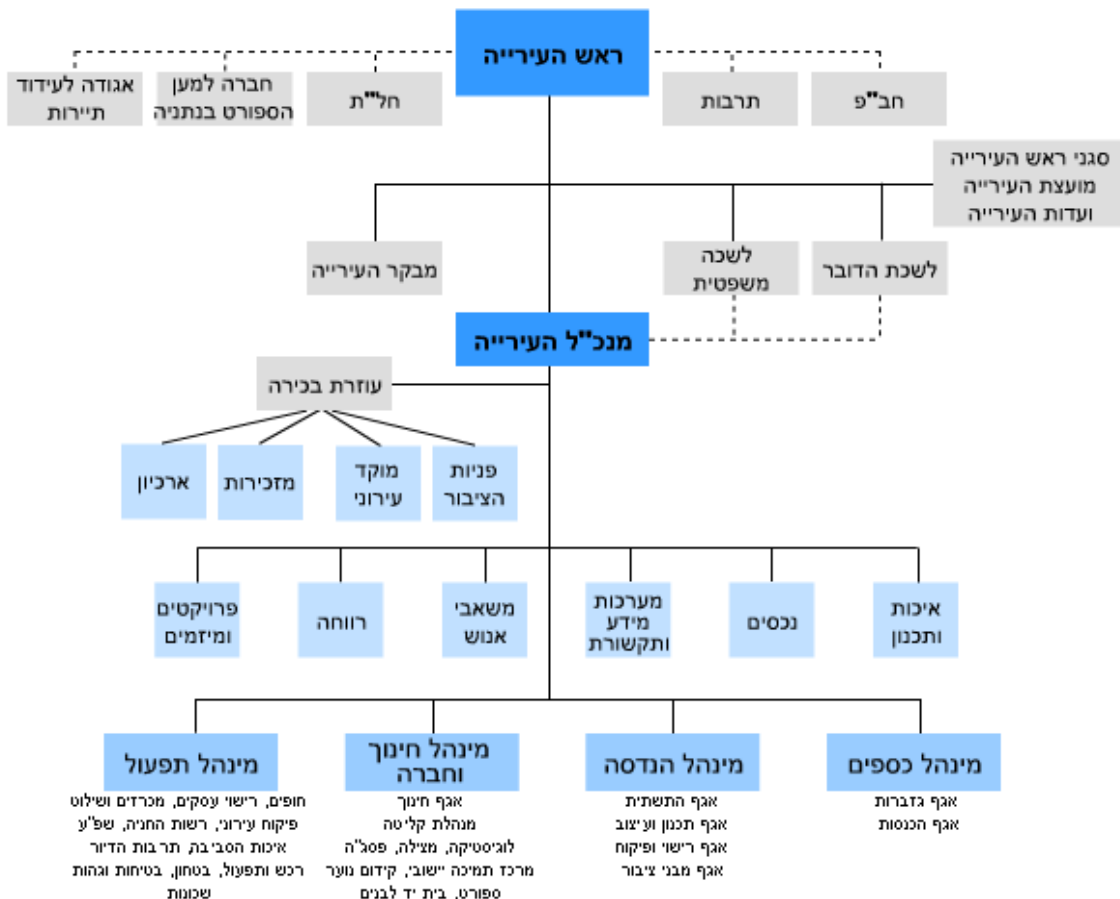 ראש העירייה
חב"פ
תרבות
חל"ת
חברה למען
הספורט בנתניה
אגודה לעידוד
תיירות
סגני ראש העירייה
מועצת העירייה
ועדות העירייה
לשכת הדובר
לשכה
משפטית
מבקר העירייה
מנכ"ל העירייה
עוזרת בכירה
פניות
הציבור
מוקד
עירוני
מזכירות
ארכיון
איכות
ותכנון
נכסים
מערכות
מידע
ותקשורת
משאבי
אנוש
רווחה
פרויקטים
ומיזמים
מינהל כספים
אגף גזברות
אגף הכנסות
מינהל הנדסה
אגף התשתית
אגף תכנון ועיצוב
אגף רישוי ופיקוח
אגף מבני ציבור
מינהל חינוך
וחברה
אגף חינוך
מנהלת קליטה
לוגיסטיקה, מצילה, פסג"ה
מרכז תמיכה יישובי, קידום נוער
ספורט, בית יד לבנים
מינהל תפעול
חופים, רישוי עסקים, מכרזים ושילוט
פיקוח עירוני, רשות החניה, שפ"ע
איכות הסביבה, תרבות הדיור
רכש ותפעול, בטחון, בטיחות וגהות
שכונות